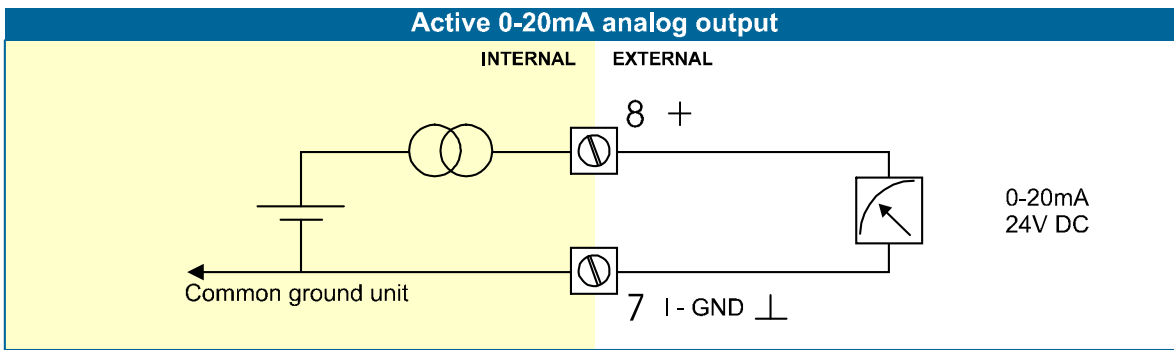 Active 0-20mA analog output
INTERNAL EXTERNAL
8 +
0-20mA
24V DC
Common ground unit
7 I - GND ⊥